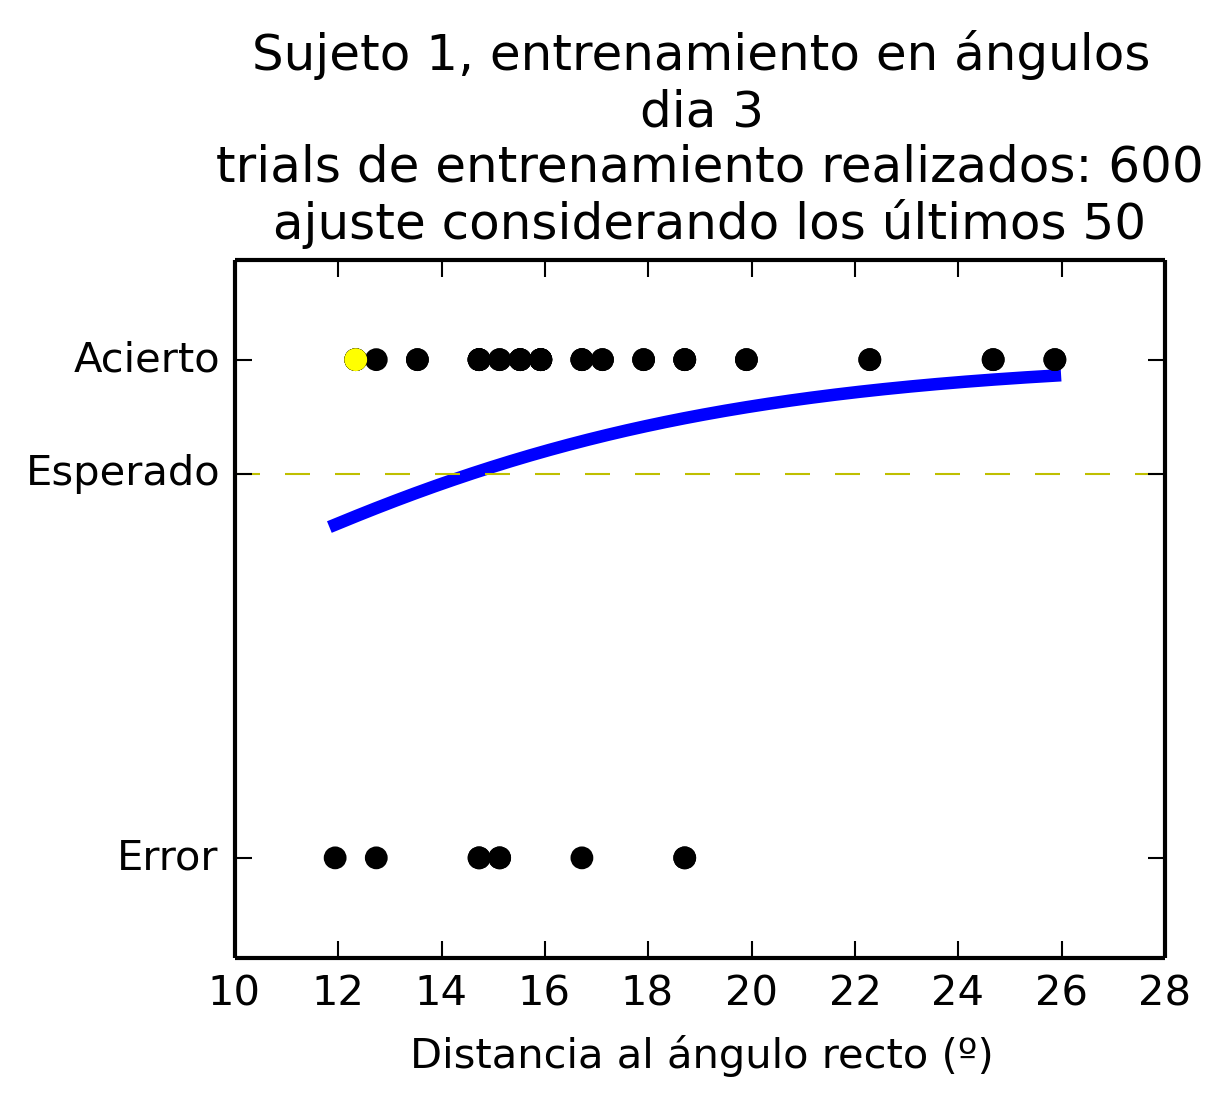 Sujeto 1, entrenamiento en ángulos
dia 3
trials de entrenamiento realizados: 600
ajuste considerando los últimos 50
Acierto
Esperado
Error
10 12 14 16 18 20 22 24 26 28
Distancia al ángulo recto (º)